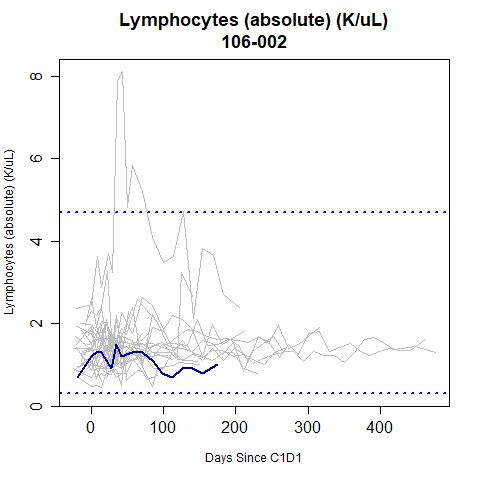 Lymphocytes (absolute) (K/uL)
106-002
Lymphocytes (absolute) (K/uL)
8
6
4
2
0
0 100 200 300 400
Days Since C1D1